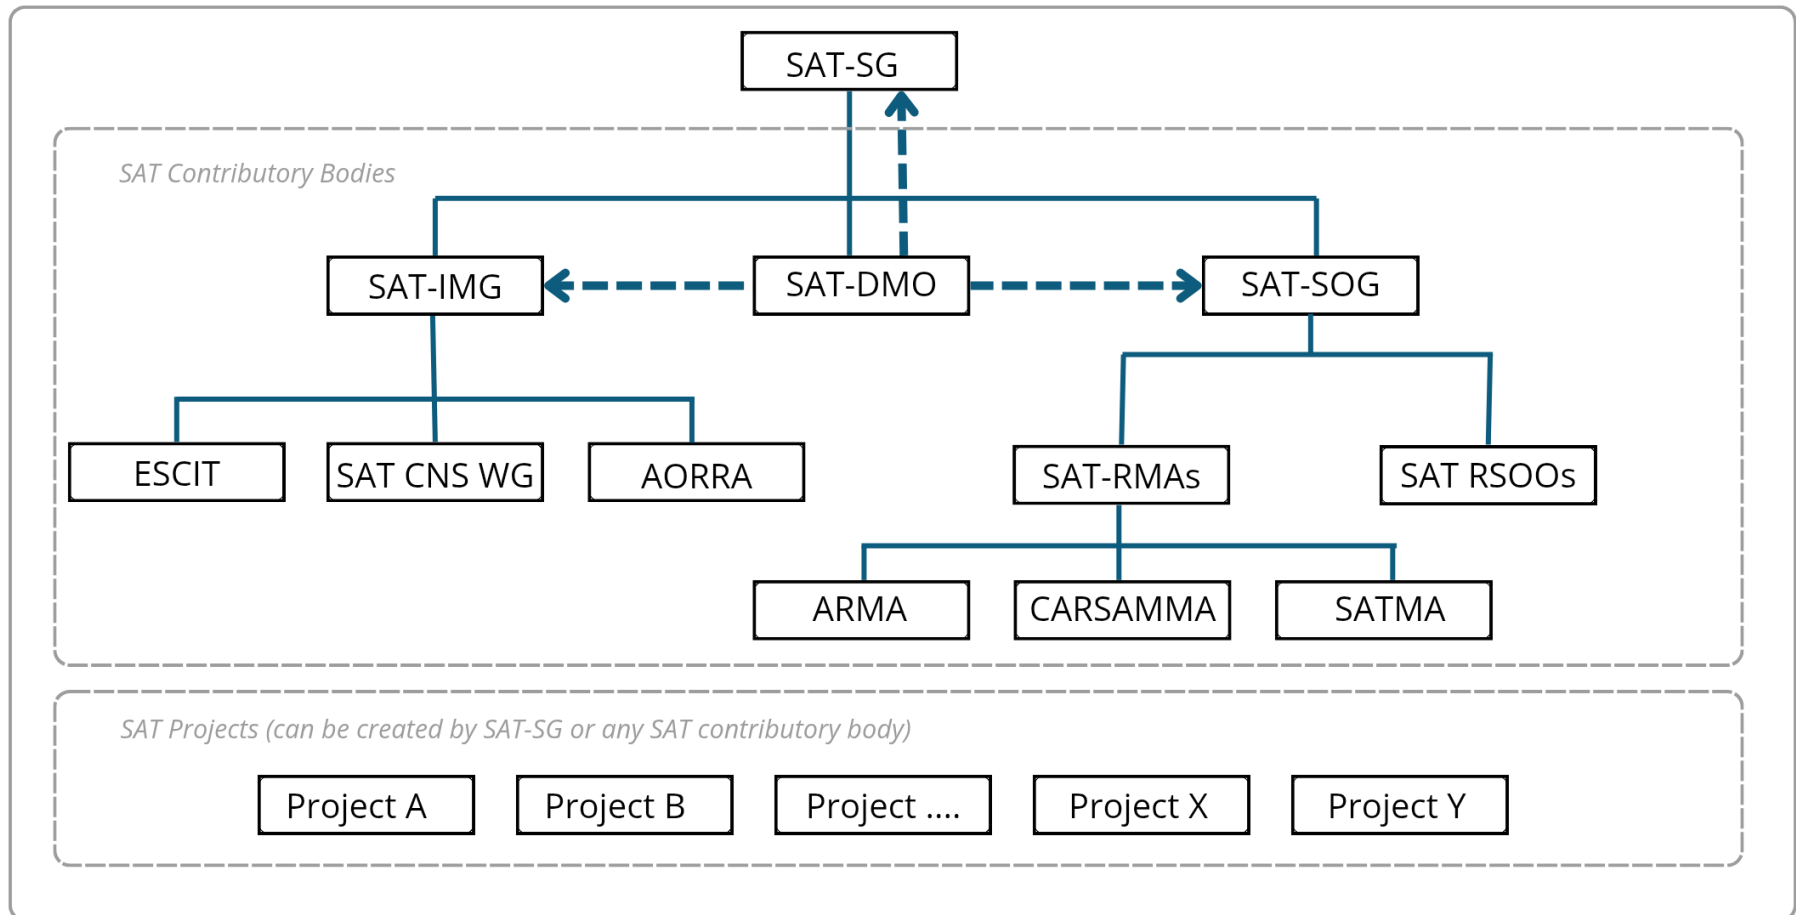 SAT-SG
SAT Contributory Bodies
SAT-IMG
SAT-DMO
SAT-SOG
ESCIT
SAT CNS WG
AORRA
SAT-RMAs
SAT RSOOs
ARMA
CARSAMMA
SATMA
SAT Projects (can be created by SAT-SG or any SAT contributory body)
Project A
Project B
Project ....
Project X
Project Y